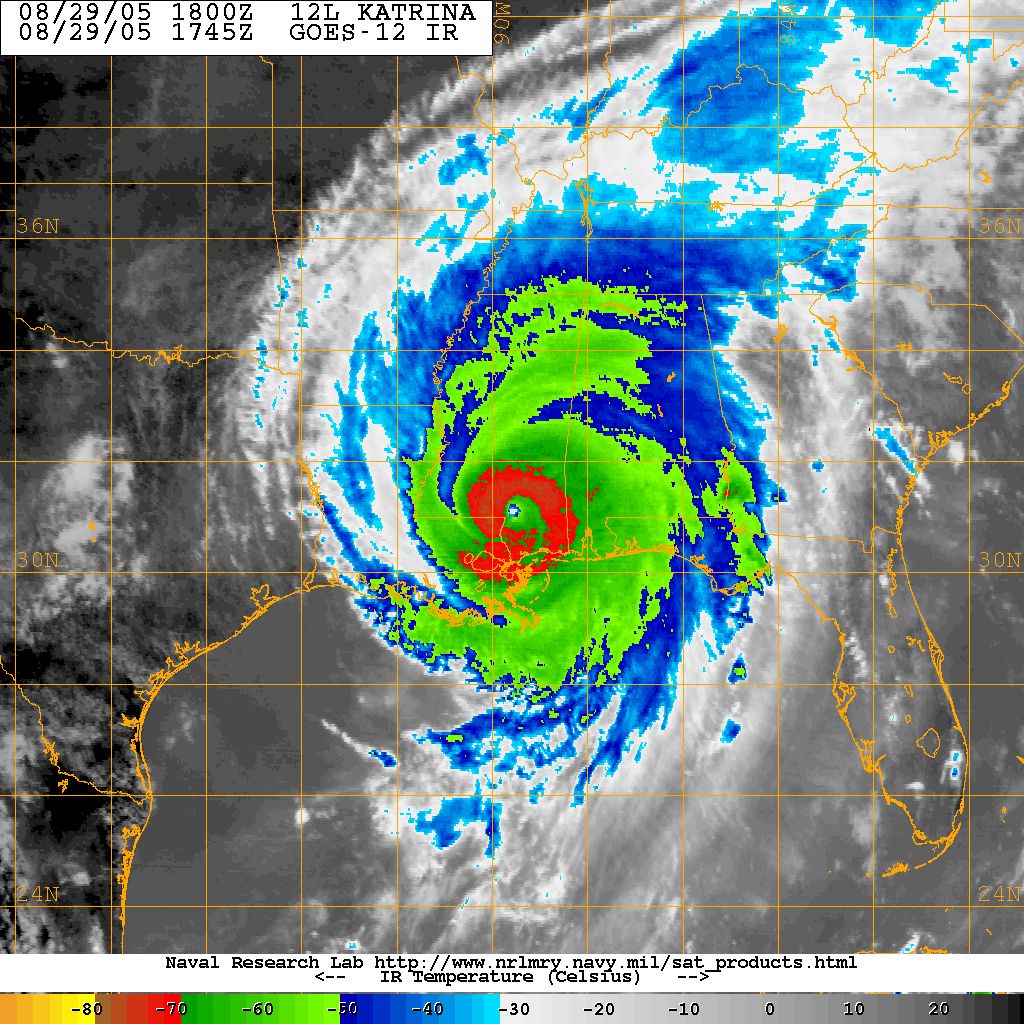 08/29/05 1800Z 12L KATRINA
08/29/05 1745Z GOES-12 IR
90W
84W
36N 36N
30N 30N
24N 24N
Naval Research Lab http://www.nrlmry.navy.mil/sat_products.html
<-- IR Temperature (Celsius) -->
-80 -70 -60 -50 -40 -30 -20 -10 0 10 20